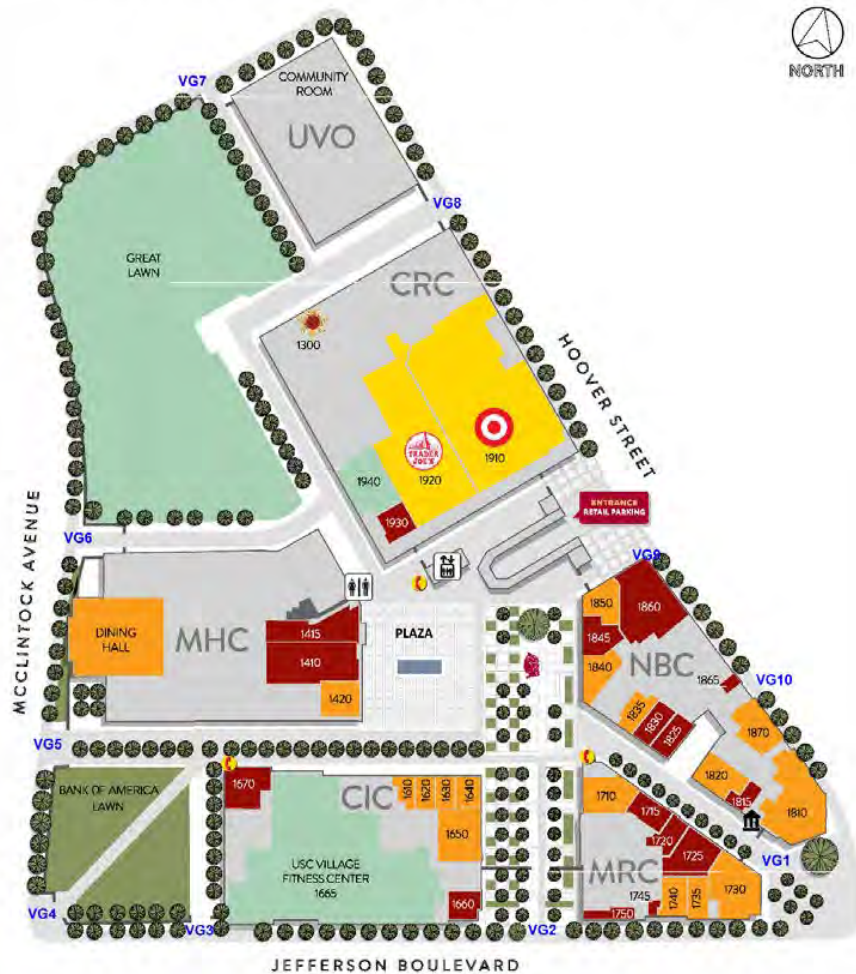 NORTH
VG7
COMMUNITY
ROOM
UVO
VG8
GREAT
LAWN
CRC
1300
HOOVER STREET
TRADER
JOE'S
1920
1910
1940
1930
ENTRANCE
RETAIL PARKING
MCCLINTOCK AVENUE
VG6
VG9
DINING
HALL
MHC
1415
1410
1420
PLAZA
1850
1860
1845
1840
NBC
1865
VG10
1835
1830
1825
1870
1820
1815
1810
VG5
BANK OF AMERICA
LAWN
1670
CIC
1610
1620
1630
1640
1650
USC VILLAGE
FITNESS CENTER
1665
1660
1710
1715
1720
1725
MRC
1745
1750
1740
1735
1730
VG1
VG4
VG3
VG2
JEFFERSON BOULEVARD